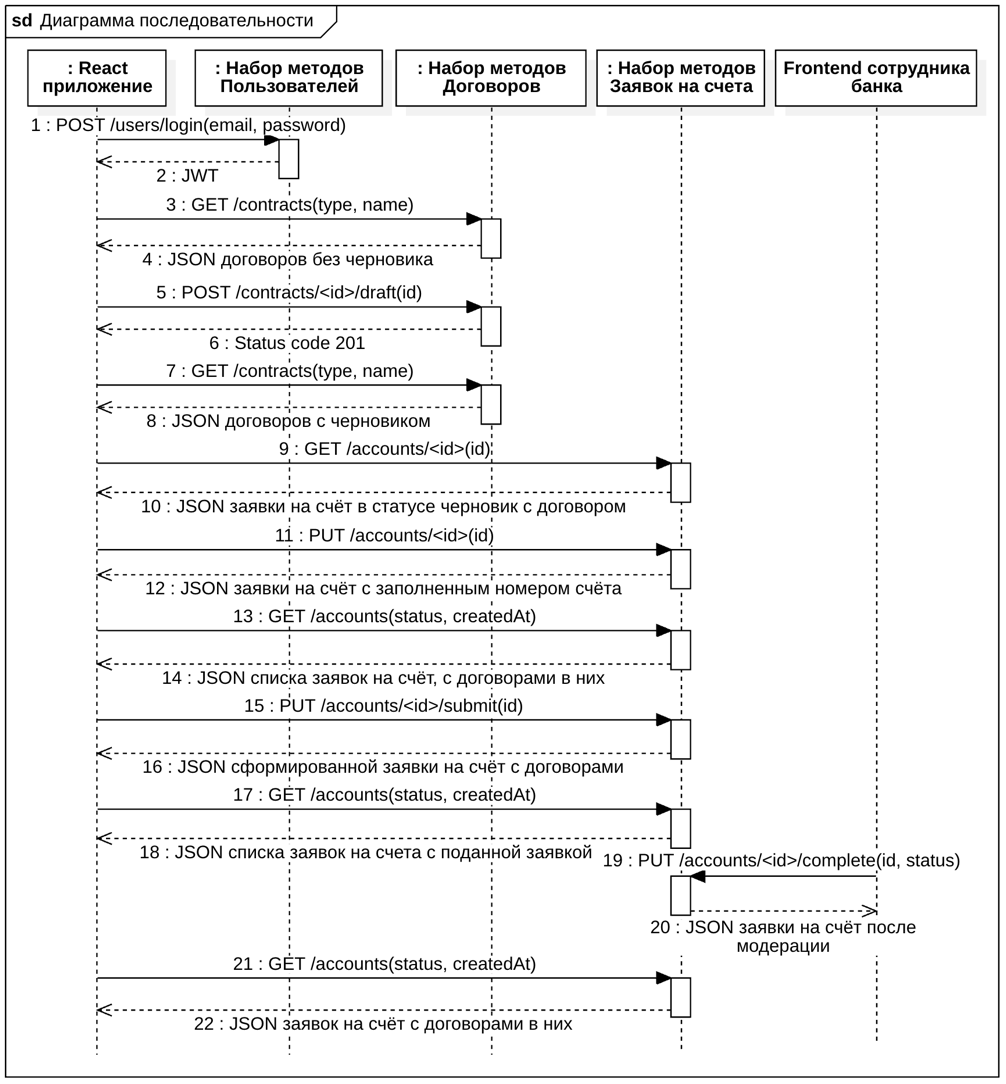 sd Диаграмма последовательности
: React
приложение
: Набор методов
Пользователей
: Набор методов
Договоров
: Набор методов
Заявок на счета
Frontend сотрудника
банка
1 : POST /users/login(email, password)
2 : JWT
3 : GET /contracts(type, name)
4 : JSON договоров без черновика
5 : POST /contracts/<id>/draft(id)
6 : Status code 201
7 : GET /contracts(type, name)
8 : JSON договоров с черновиком
9 : GET /accounts/<id>(id)
10 : JSON заявки на счёт в статусе черновик с договором
11 : PUT /accounts/<id>(id)
12 : JSON заявки на счёт с заполненным номером счёта
13 : GET /accounts(status, createdAt)
14 : JSON списка заявок на счёт, с договорами в них
15 : PUT /accounts/<id>/submit(id)
16 : JSON сформированной заявки на счёт с договорами
17 : GET /accounts(status, createdAt)
18 : JSON списка заявок на счета с поданной заявкой
19 : PUT /accounts/<id>/complete(id, status)
20 : JSON заявки на счёт после
модерации
21 : GET /accounts(status, createdAt)
22 : JSON заявок на счёт с договорами в них